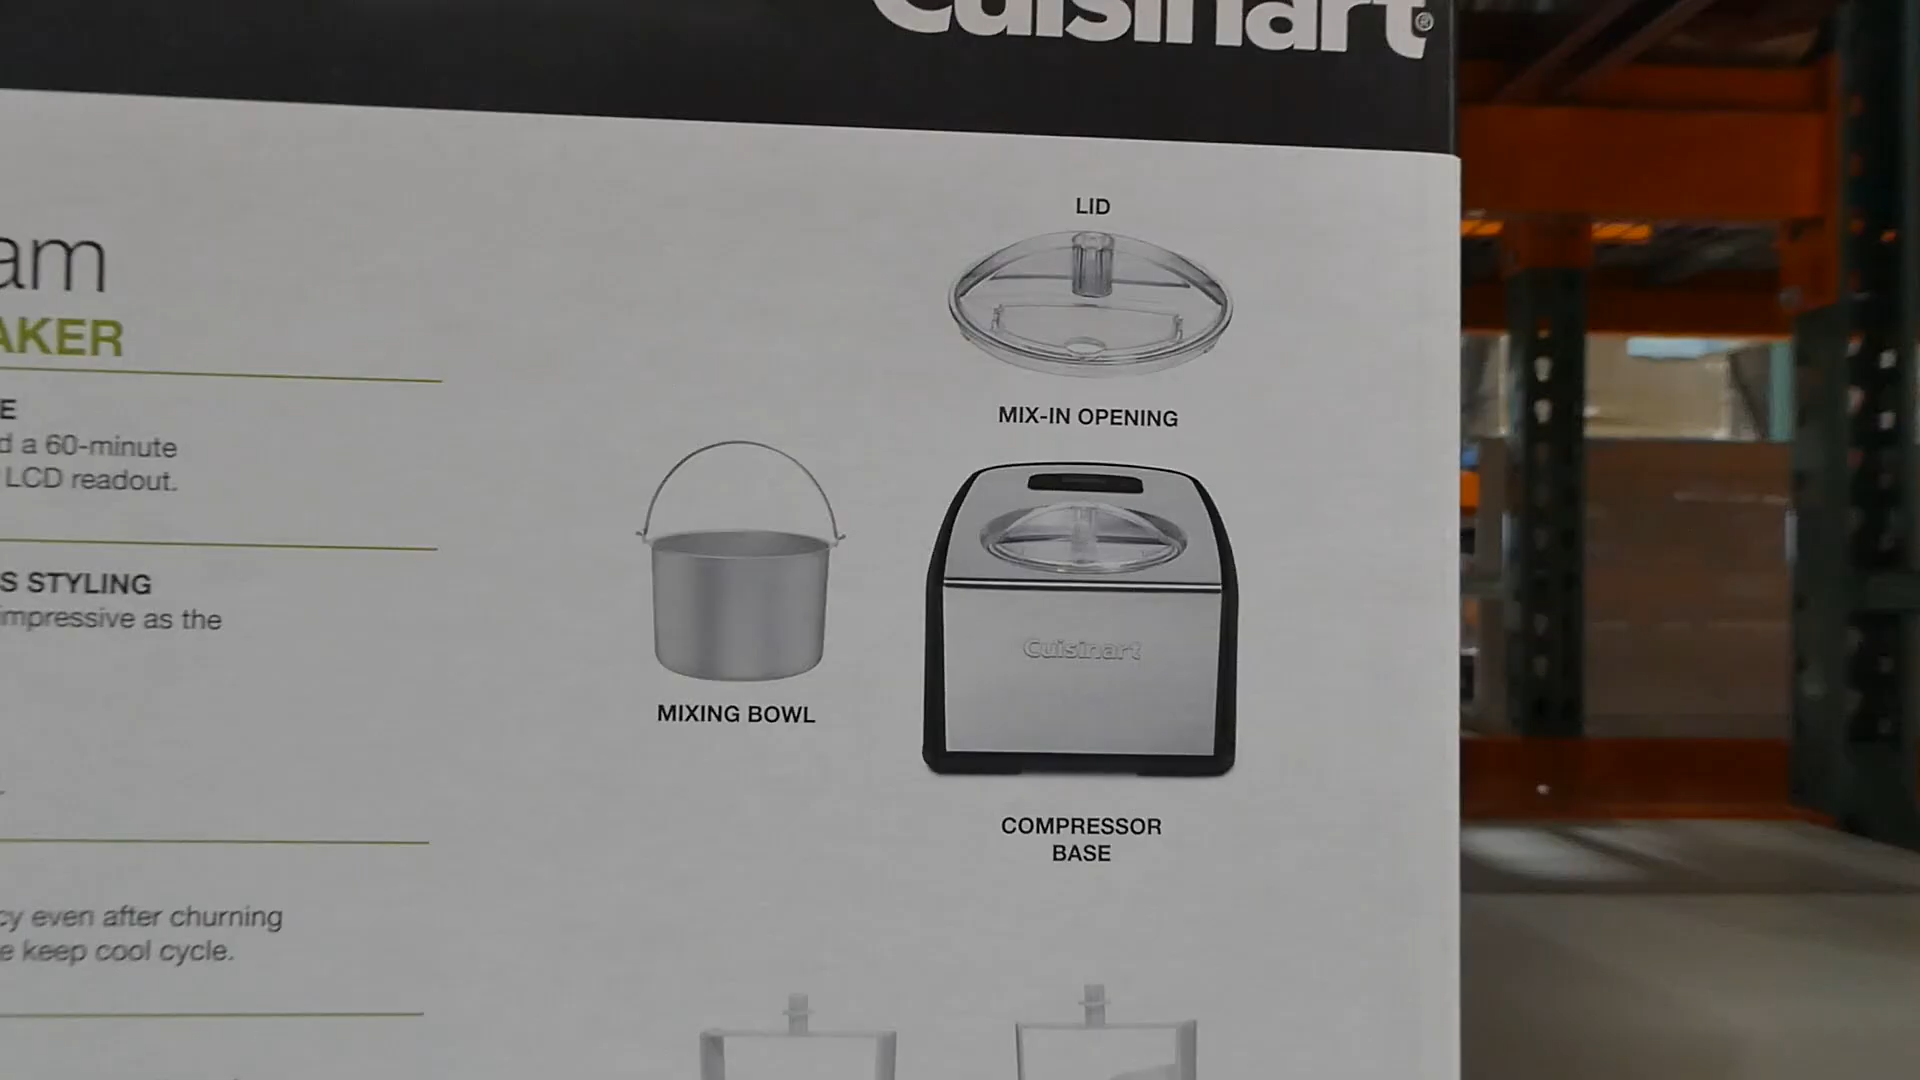 Cuisinart®
am
AKER
E
d a 60-minute
LCD readout.
S STYLING
impressive as the
cy even after churning
e keep cool cycle.
LID
MIX-IN OPENING
Cuisinart
MIXING BOWL
COMPRESSOR
BASE